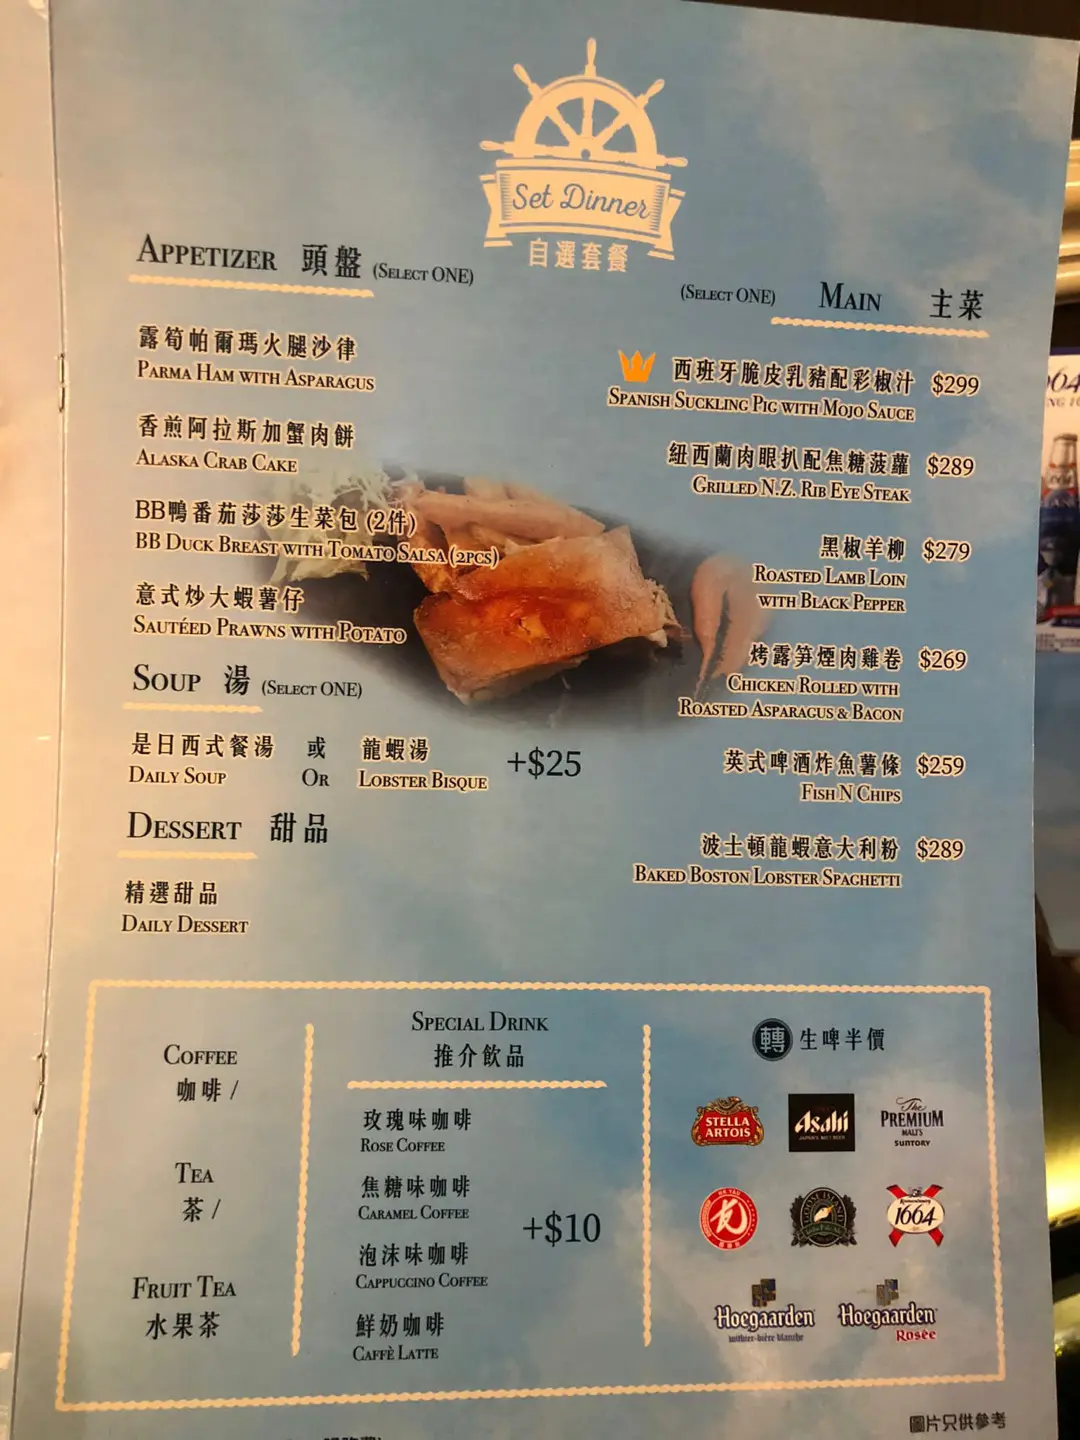 Set Dinner
自選套餐
APPETIZER 頭盤 (SELECT ONE)
露筍帕爾瑪火腿沙律
PARMA HAM WITH ASPARAGUS
香煎阿拉斯加蟹肉餅
ALASKA CRAB CAKE
BB鴨番茄莎莎生菜包 (2件)
BB DUCK BREAST WITH TOMATO SALSA (2PCS)
意式炒大蝦薯仔
SAUTÉED PRAWNS WITH POTATO
SOUP 湯 (SELECT ONE)
是日西式餐湯 或 龍蝦湯 +$25
DAILY SOUP OR LOBSTER BISQUE
DESSERT 甜品
精選甜品
DAILY DESSERT
(SELECT ONE) MAIN 主菜
西班牙脆皮乳豬配彩椒汁 $299
SPANISH SUCKLING PIG WITH MOJO SAUCE
紐西蘭肉眼扒配焦糖菠蘿 $289
GRILLED N.Z. RIB EYE STEAK
黑椒羊柳 $279
ROASTED LAMB LOIN
WITH BLACK PEPPER
烤露笋煙肉雞卷 $269
CHICKEN ROLLED WITH
ROASTED ASPARAGUS & BACON
英式啤酒炸魚薯條 $259
FISH N CHIPS
波士頓龍蝦意大利粉 $289
BAKED BOSTON LOBSTER SPAGHETTI
COFFEE
咖啡 /
TEA
茶 /
FRUIT TEA
水果茶
SPECIAL DRINK
推介飲品
玫瑰味咖啡
ROSE COFFEE
焦糖味咖啡
CARAMEL COFFEE
+$10
泡沫味咖啡
CAPPUCCINO COFFEE
鮮奶咖啡
CAFFÈ LATTE
轉 生啤半價
STELLA
ARTOIS
Asahi
The
PREMIUM
MALT'S
SUNTORY
GOOSE ISLAND
Kronenbourg
1664
Hoegaarden
witbier-bière blanche
Hoegaarden
Rosée
圖片只供參考